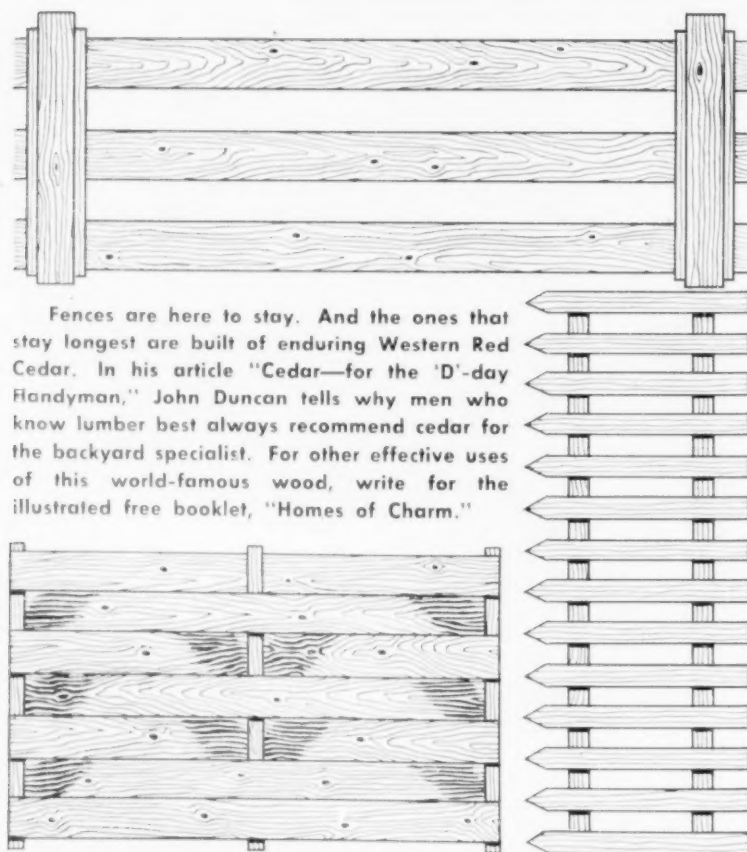 Fences are here to stay. And the ones that
stay longest are built of enduring Western Red
Cedar. In his article "Cedar—for the 'D'-day
Handyman," John Duncan tells why men who
know lumber best always recommend cedar for
the backyard specialist. For other effective uses
of this world-famous wood, write for the
illustrated free booklet, "Homes of Charm."